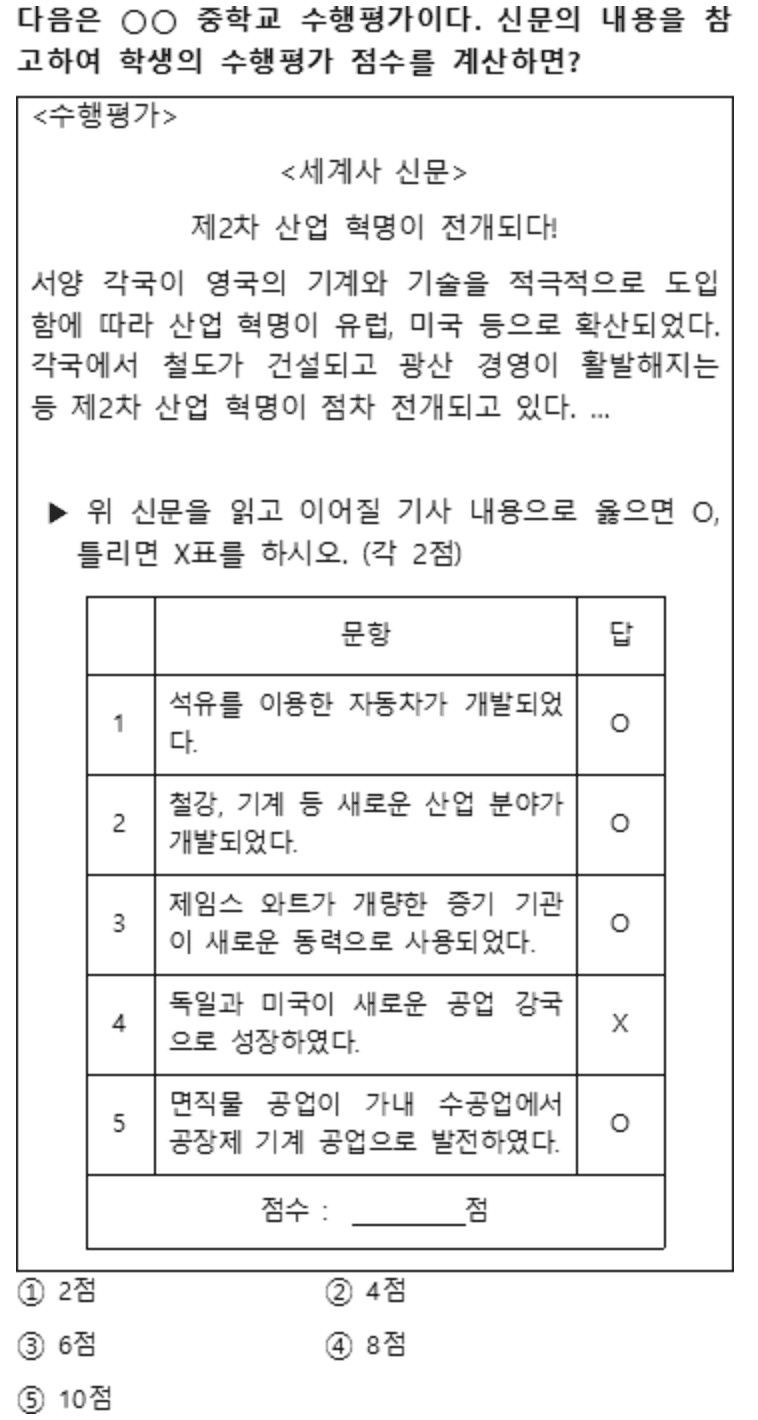 다음은 ○○ 중학교 수행평가이다. 신문의 내용을 참
고하여 학생의 수행평가 점수를 계산하면?
<수행평가>
<세계사 신문>
제2차 산업 혁명이 전개되다!
서양 각국이 영국의 기계와 기술을 적극적으로 도입
함에 따라 산업 혁명이 유럽, 미국 등으로 확산되었다.
각국에서 철도가 건설되고 광산 경영이 활발해지는
등 제2차 산업 혁명이 점차 전개되고 있다. ...
▶ 위 신문을 읽고 이어질 기사 내용으로 옳으면 O,
틀리면 X표를 하시오. (각 2점)
문항 답
1 석유를 이용한 자동차가 개발되었
다. O
2 철강, 기계 등 새로운 산업 분야가
개발되었다. O
3 제임스 와트가 개량한 증기 기관
이 새로운 동력으로 사용되었다. O
4 독일과 미국이 새로운 공업 강국
으로 성장하였다. X
5 면직물 공업이 가내 수공업에서
공장제 기계 공업으로 발전하였다. O
점수 : ________점
① 2점 ② 4점
③ 6점 ④ 8점
⑤ 10점